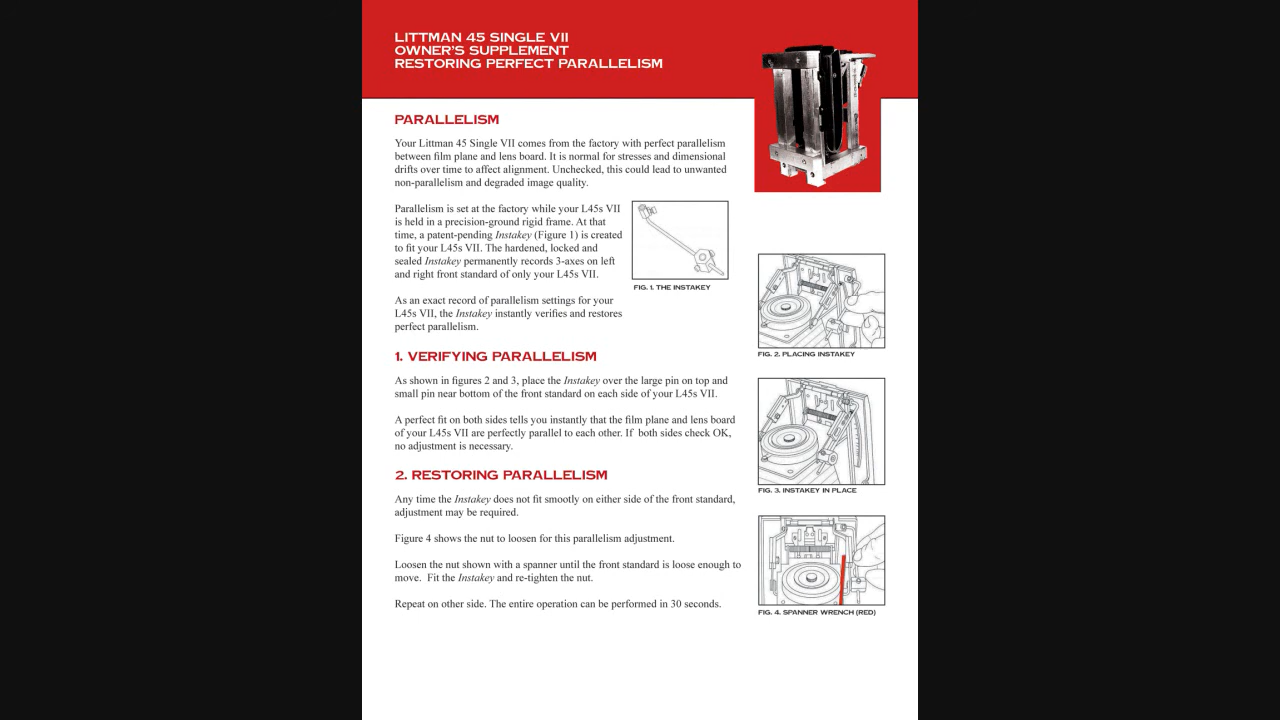 LITTMAN 45 SINGLE VII
OWNER'S SUPPLEMENT
RESTORING PERFECT PARALLELISM
PARALLELISM
Your Littman 45 Single VII comes from the factory with perfect parallelism
between film plane and lens board. It is normal for stresses and dimensional
drifts over time to affect alignment. Unchecked, this could lead to unwanted
non-parallelism and degraded image quality.
Parallelism is set at the factory while your L45s VII
is held in a precision-ground rigid frame. At that
time, a patent-pending Instakey (Figure 1) is created
to fit your L45s VII. The hardened, locked and
sealed Instakey permanently records 3-axes on left
and right front standard of only your L45s VII.
FIG. 1. THE INSTAKEY
As an exact record of parallelism settings for your
L45s VII, the Instakey instantly verifies and restores
perfect parallelism.
1. VERIFYING PARALLELISM
As shown in figures 2 and 3, place the Instakey over the large pin on top and
small pin near bottom of the front standard on each side of your L45s VII.
A perfect fit on both sides tells you instantly that the film plane and lens board
of your L45s VII are perfectly parallel to each other. If  both sides check OK,
no adjustment is necessary.
2. RESTORING PARALLELISM
Any time the Instakey does not fit smootly on either side of the front standard,
adjustment may be required.
Figure 4 shows the nut to loosen for this parallelism adjustment.
Loosen the nut shown with a spanner until the front standard is loose enough to
move.  Fit the Instakey and re-tighten the nut.
Repeat on other side. The entire operation can be performed in 30 seconds.
FIG. 2. PLACING INSTAKEY
FIG. 3. INSTAKEY IN PLACE
FIG. 4. SPANNER WRENCH (RED)